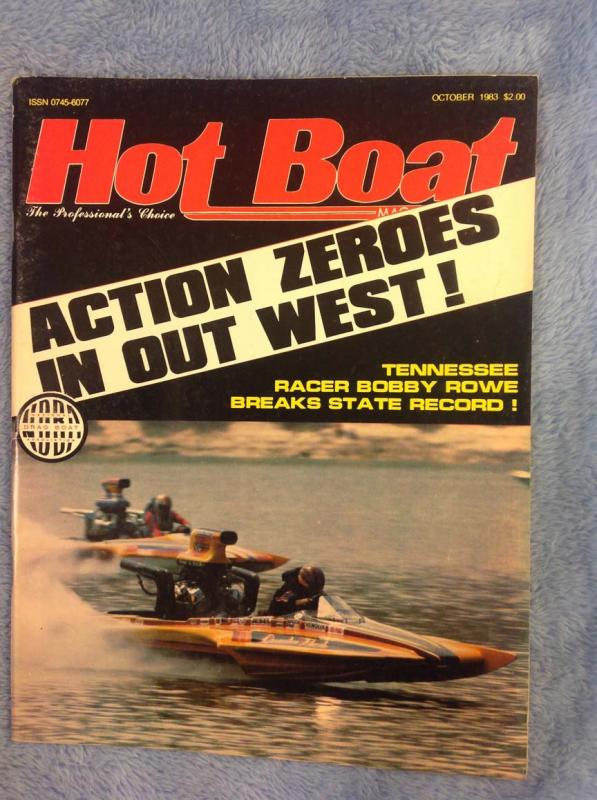 ISSN 0745-6077
OCTOBER 1983 $2.00
Hot Boat
The Professional's Choice
ACTION ZEROES
IN OUT WEST!
TENNESSEE
RACER BOBBY ROWE
BREAKS STATE RECORD !
DRAG BOAT